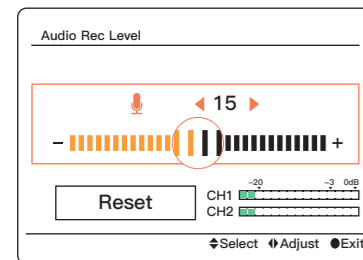 Audio Rec Level
15
- +
-20 -3 0dB
Reset
CH1
CH2
Select Adjust Exit